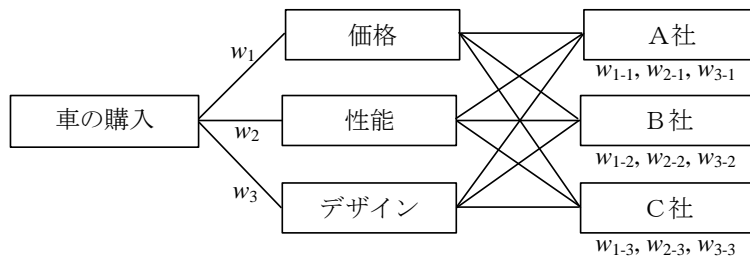 価格
A社
w1
w1-1, w2-1, w3-1
車の購入
w2
性能
B社
w1-2, w2-2, w3-2
w3
デザイン
C社
w1-3, w2-3, w3-3